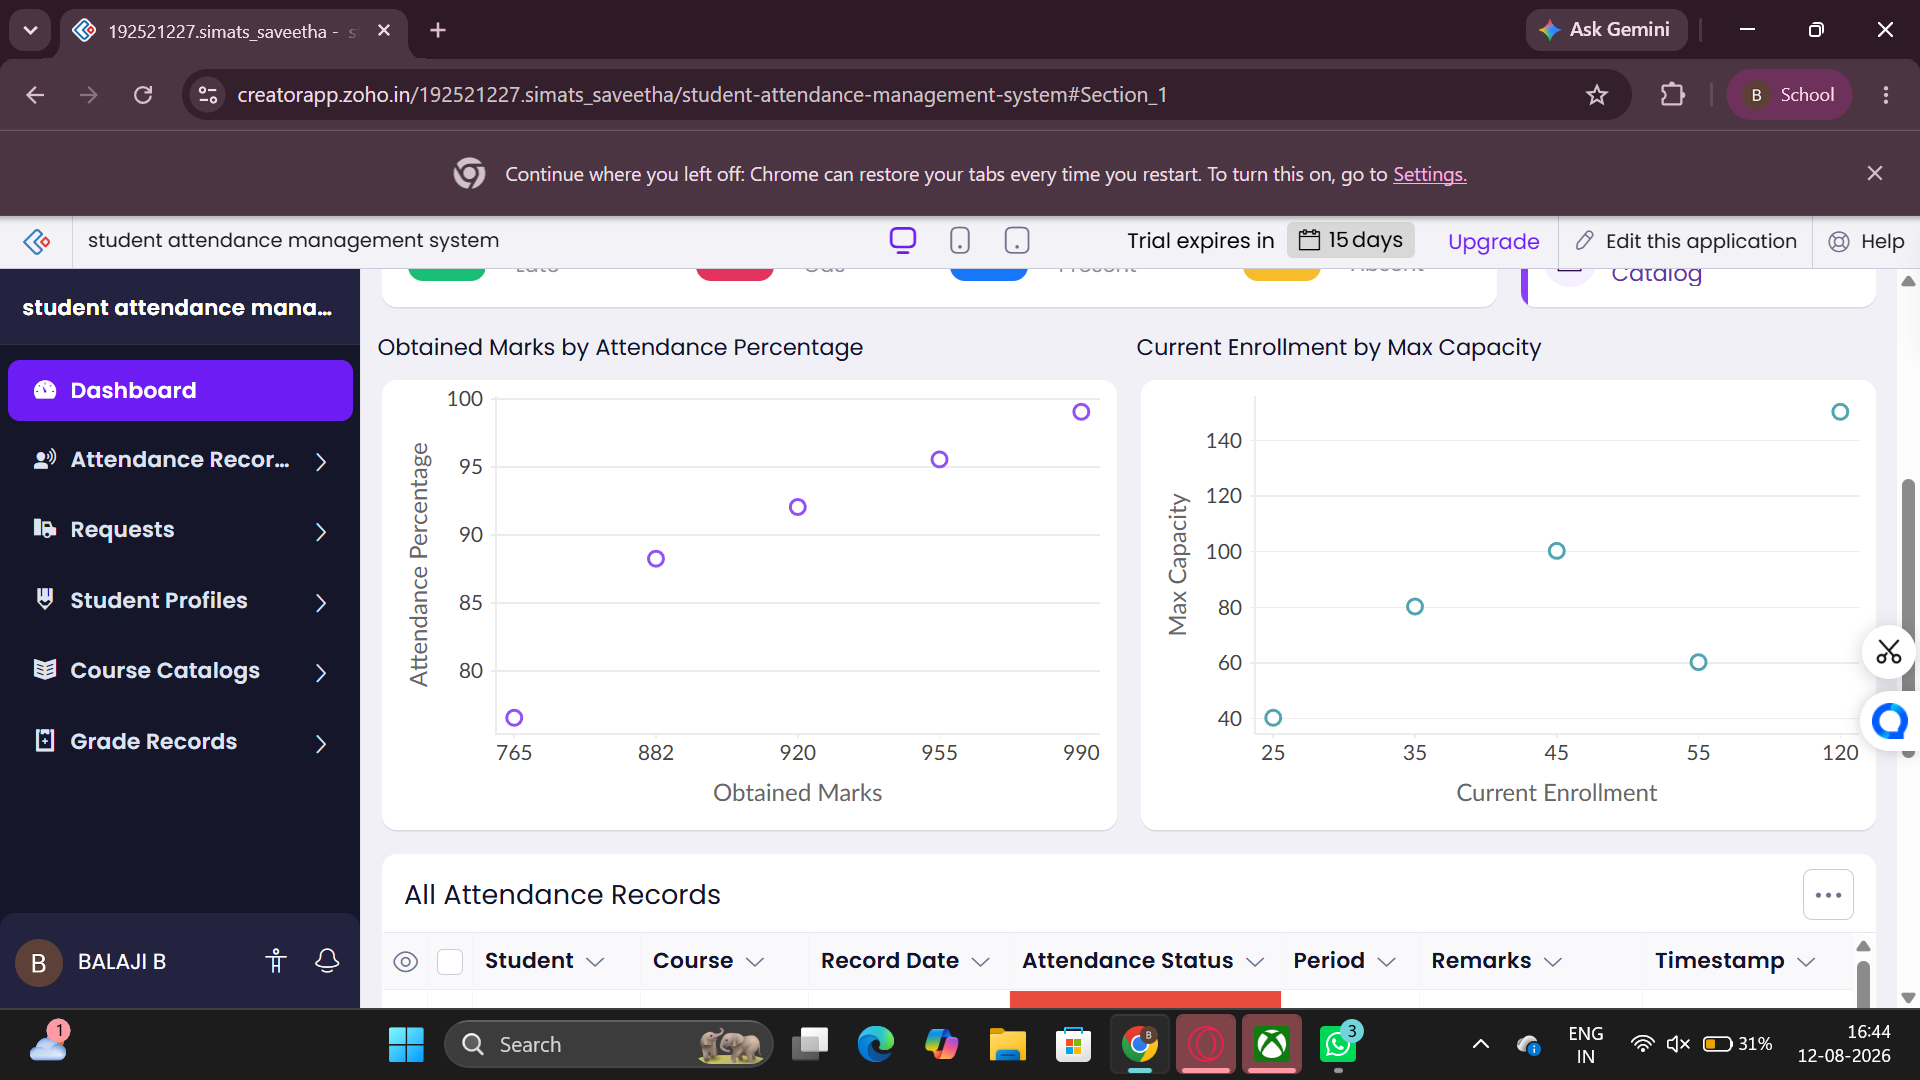 192521227.simats_saveetha - s
Ask Gemini
creatorapp.zoho.in/192521227.simats_saveetha/student-attendance-management-system#Section_1
B School
Continue where you left off: Chrome can restore your tabs every time you restart. To turn this on, go to Settings.
student attendance management system
Trial expires in 15 days
Upgrade
Edit this application
Help
student attendance mana...
Dashboard
Attendance Recor...
Requests
Student Profiles
Course Catalogs
Grade Records
B BALAJI B
Late
Present
Absent
Catalog
Obtained Marks by Attendance Percentage
100
95
90
85
80
Attendance Percentage
765 882 920 955 990
Obtained Marks
Current Enrollment by Max Capacity
140
120
100
80
60
40
Max Capacity
25 35 45 55 120
Current Enrollment
All Attendance Records
Student Course Record Date Attendance Status Period Remarks Timestamp
1
Search
B
3
ENG
IN
31%
16:44
12-08-2026